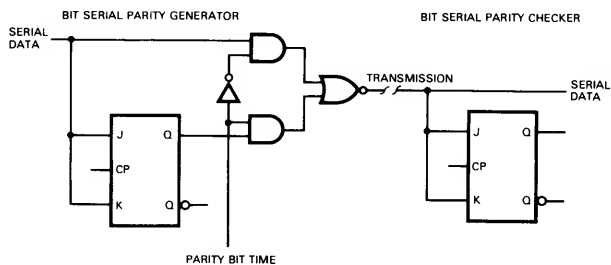 BIT SERIAL PARITY GENERATOR
BIT SERIAL PARITY CHECKER
SERIAL
DATA
TRANSMISSION
SERIAL
DATA
J
Q
CP
K
Q
J
Q
CP
K
Q
PARITY BIT TIME